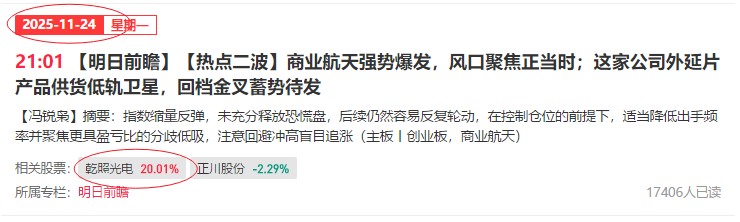 2025-11-24 星期一
21:01 【明日前瞻】【热点二波】商业航天强势爆发，风口聚焦正当时；这家公司外延片
产品供货低轨卫星，回档金叉蓄势待发
【冯锐枭】摘要：指数缩量反弹，未充分释放恐慌盘，后续仍然容易反复轮动，在控制仓位的前提下，适当降低出手频
率并聚焦更具盈亏比的分歧低吸，注意回避冲高盲目追涨（主板丨创业板，商业航天）
相关股票： 乾照光电 20.01% 正川股份 -2.29%
所属专栏：明日前瞻 17406人已读